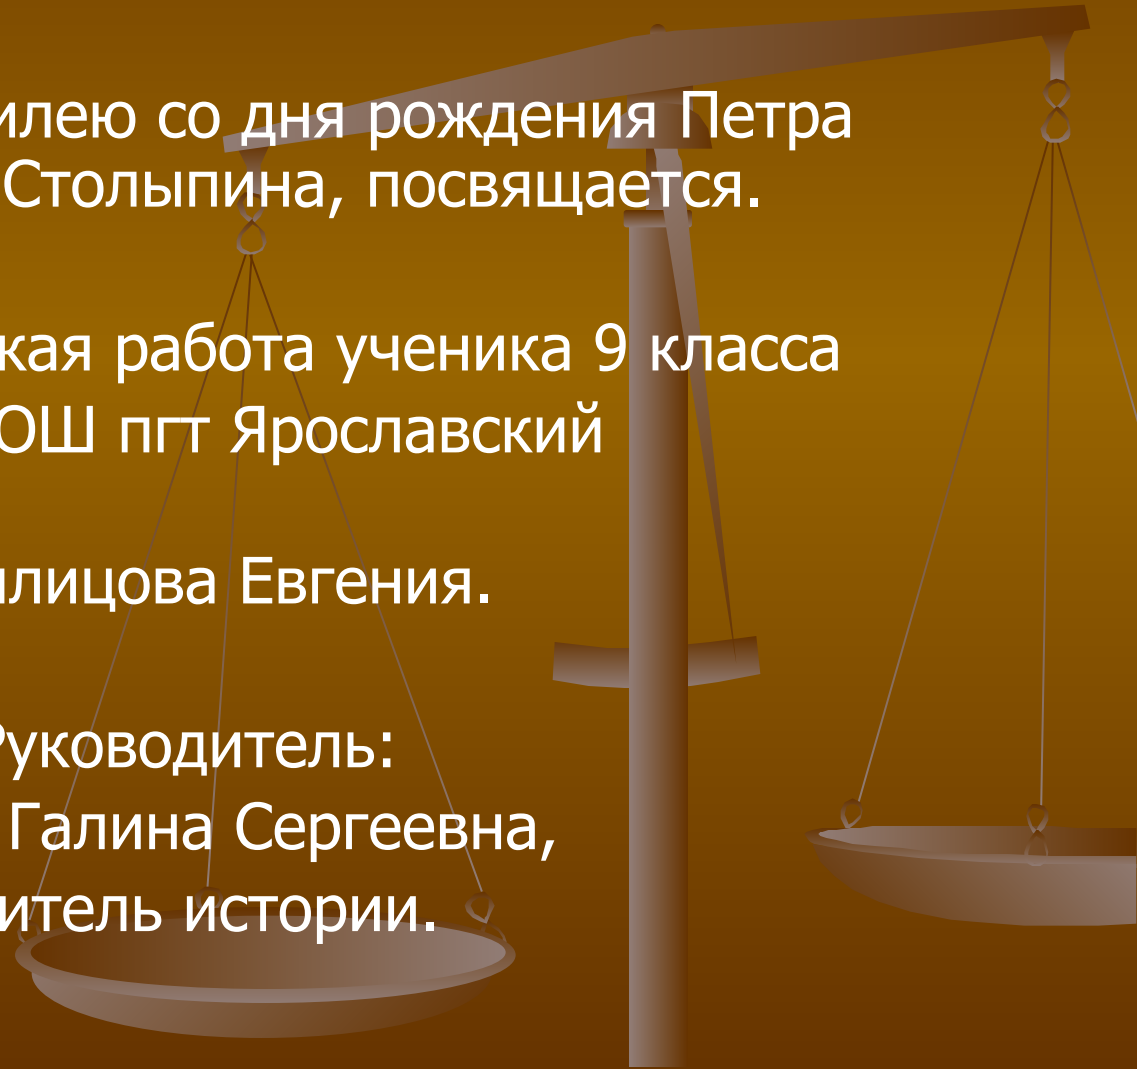 илею со дня рождения Петра
Столыпина, посвящается.
кая работа ученика 9 класса
ОШ пгт Ярославский
лицова Евгения.
Руководитель:
Галина Сергеевна,
итель истории.